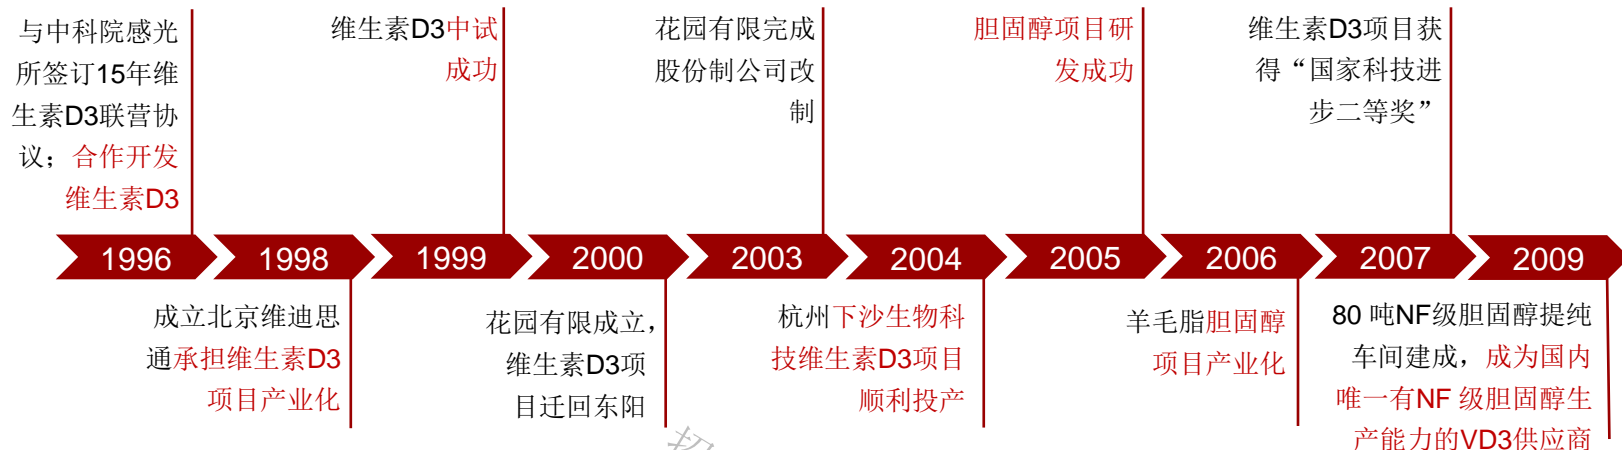 与中科院感光
所签订15年维
生素D3联营协
议；合作开发
维生素D3
维生素D3中试
成功
花园有限完成
股份制公司改
制
胆固醇项目研
发成功
维生素D3项目获
得“国家科技进
步二等奖”
1996
1998
1999
2000
2003
2004
2005
2006
2007
2009
成立北京维迪思
通承担维生素D3
项目产业化
花园有限成立，
维生素D3项
目迁回东阳
杭州下沙生物科
技维生素D3项目
顺利投产
羊毛脂胆固醇
项目产业化
80 吨NF级胆固醇提纯
车间建成，成为国内
唯一有NF 级胆固醇生
产能力的VD3供应商